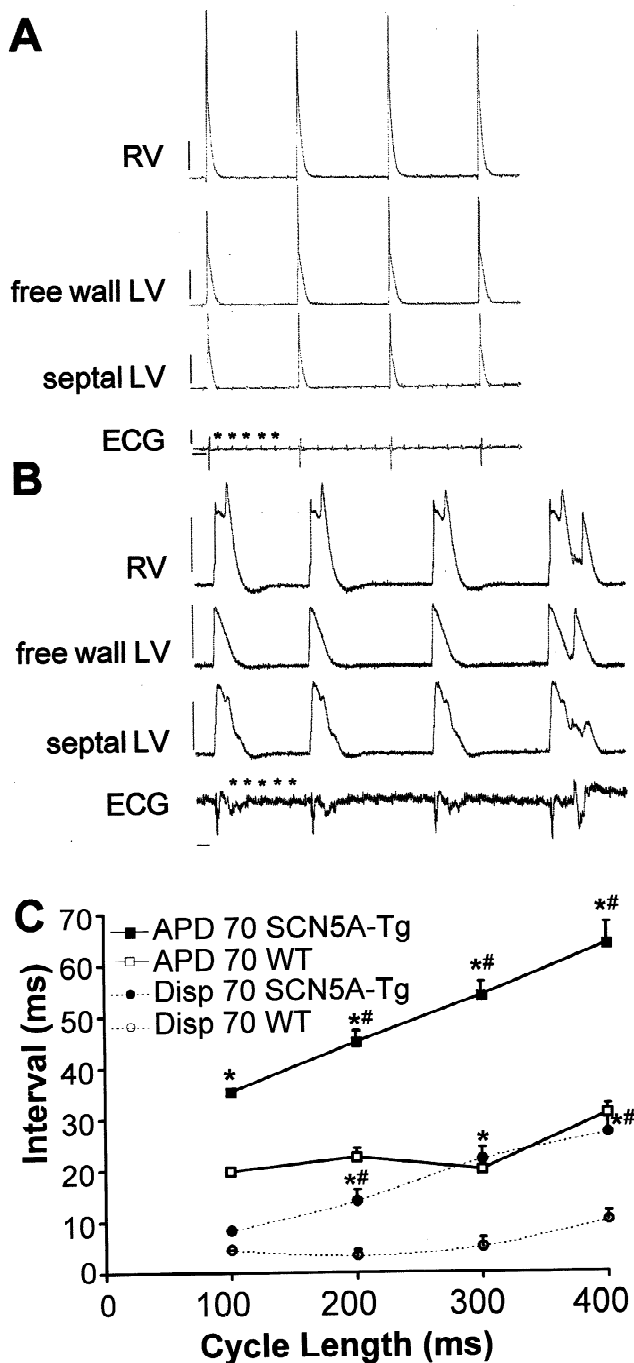 A
RV
free wall LV
septal LV
ECG
* * * * *
B
RV
free wall LV
septal LV
ECG
* * * * *
C
70
60
50
40
30
20
10
0
Interval (ms)
APD 70 SCN5A-Tg
APD 70 WT
Disp 70 SCN5A-Tg
Disp 70 WT
*
*#
*#
*#
*#
*
*#
0 100 200 300 400
Cycle Length (ms)